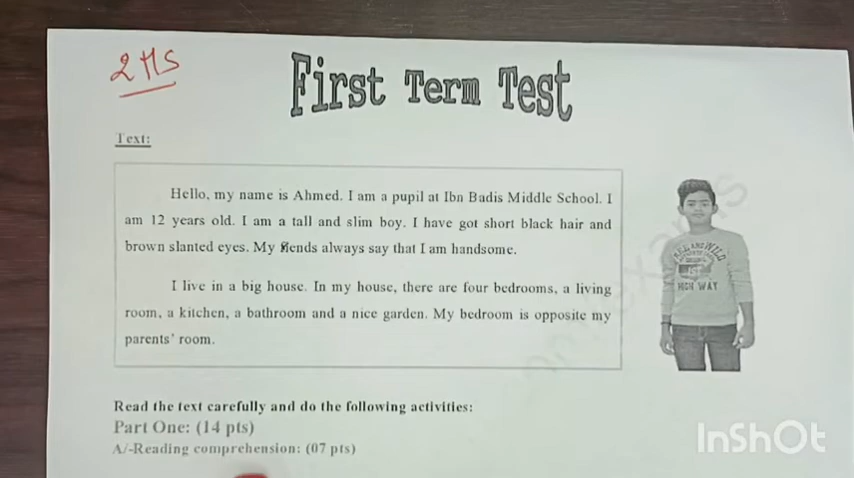 2 MS
First Term Test
Text:
Hello, my name is Ahmed. I am a pupil at Ibn Badis Middle School. I
am 12 years old. I am a tall and slim boy. I have got short black hair and
brown slanted eyes. My always say that I am handsome.
I live in a big house. In my house, there are four bedrooms, a living
room, a kitchen, a bathroom and a nice garden. My bedroom is opposite my
parents' room.
HIGH WAY
Read the text carefully and do the following activities:
Part One: (14 pts)
A/-Reading comprehension: (07 pts)
InShOt